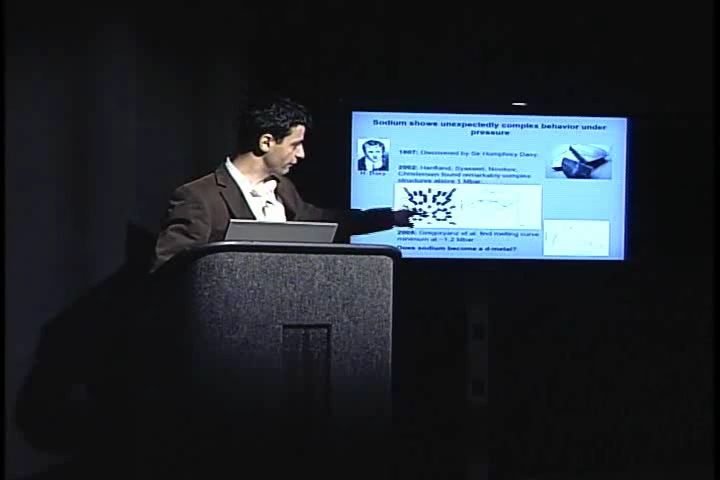 Sodium shows unexpectedly complex behavior under
pressure
1807: Discovered by Sir Humphrey Davy.
H. Davy
2002: Hanfland, Syassen,
Christensen found remarkably complex
structures above 1 Mbar.
2005: Gregoryanz et al. find melting curve
minimum at ~1.2 Mbar
Does sodium become a d-metal?